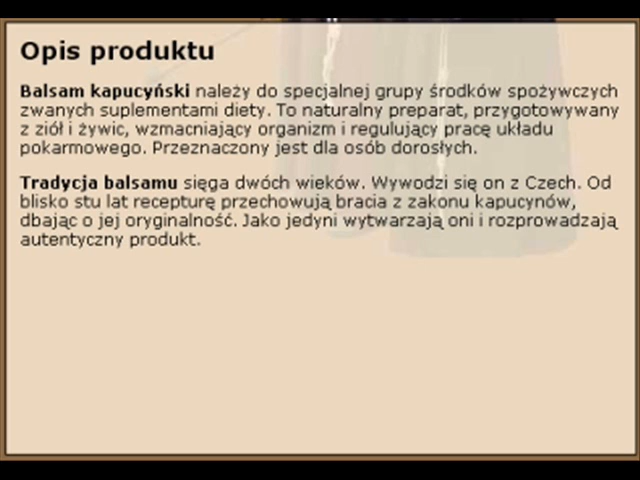 Opis produktu
Balsam kapucyński należy do specjalnej grupy środków spożywczych
zwanych suplementami diety. To naturalny preparat, przygotowywany
z ziół i żywic, wzmacniający organizm i regulujący pracę układu
pokarmowego. Przeznaczony jest dla osób dorosłych.
Tradycja balsamu sięga dwóch wieków. Wywodzi się on z Czech. Od
blisko stu lat recepturę przechowują bracia z zakonu kapucynów,
dbając o jej oryginalność. Jako jedyni wytwarzają oni i rozprowadzają
autentyczny produkt.